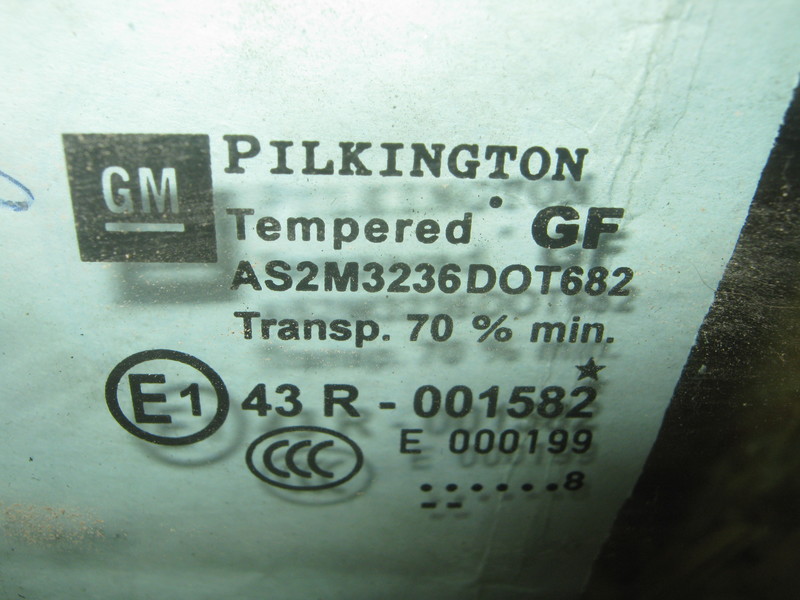 GM
PILKINGTON
Tempered GF
AS2M3236DOT682
Transp. 70 % min.
E1 43 R - 001582
CCC E 000199
......8
--